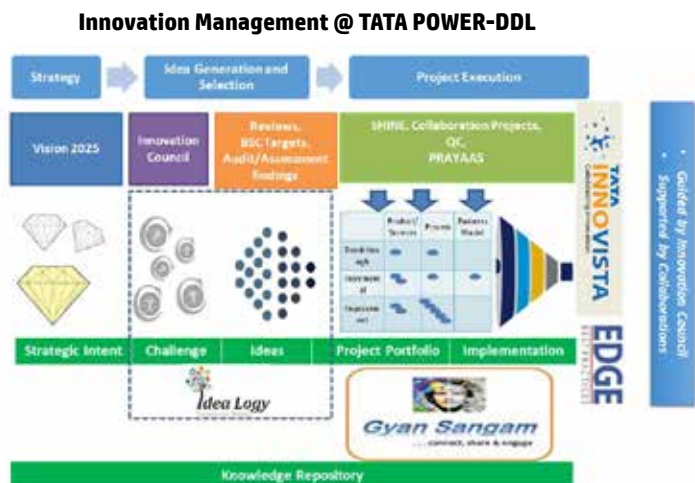 Innovation Management @ TATA POWER-DDL
Strategy
Idea Generation and
Selection
Project Execution
Vision 2025
Innovation
Council
Reviews,
BSC Targets,
Audit/Assessment
findings
SHINE, Collaboration Projects,
QC,
PRAYAAS
Product/
Process
Business
Model
Strategic Intent
Challenge
Ideas
Project Portfolio
Implementation
Idea Logy
Gyan Sangam
....connect, share & engage
Knowledge Repository
TATA
INNOVISTA
EDGE
BEST PRACTICES
• Guided by Innovation Council
• Supported by Collaborations